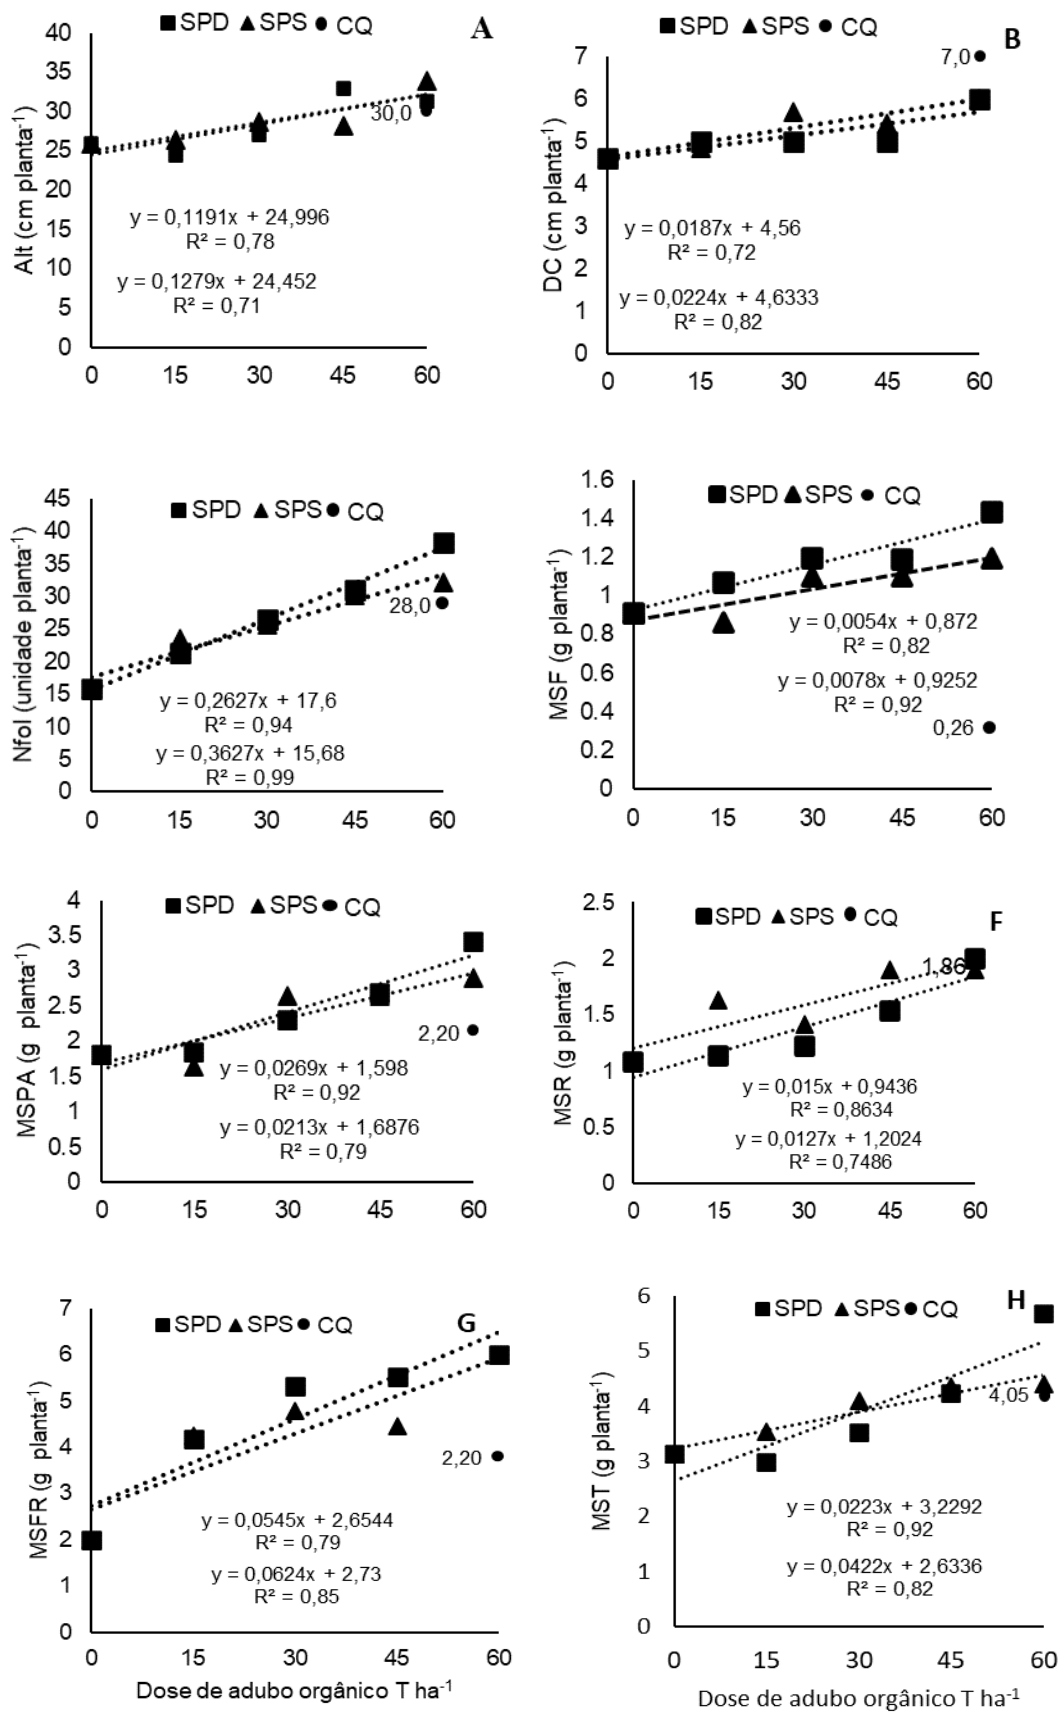 SPD SPS CQ
A
Alt (cm planta-1)
40
35
30
25
20
15
10
5
0
30,0
y = 0,1191x + 24,996
R² = 0,78
y = 0,1279x + 24,452
R² = 0,71
0 15 30 45 60
SPD SPS CQ
B
DC (cm planta-1)
7
6
5
4
3
2
1
0
7,0
y = 0,0187x + 4,56
R² = 0,72
y = 0,0224x + 4,6333
R² = 0,82
0 15 30 45 60
SPD SPS CQ
Nfol (unidade planta-1)
45
40
35
30
25
20
15
10
5
0
28,0
y = 0,2627x + 17,6
R² = 0,94
y = 0,3627x + 15,68
R² = 0,99
0 15 30 45 60
SPD SPS CQ
MSF (g planta-1)
1.6
1.4
1.2
1
0.8
0.6
0.4
0.2
0
y = 0,0054x + 0,872
R² = 0,82
y = 0,0078x + 0,9252
R² = 0,92
0,26
0 15 30 45 60
SPD SPS CQ
MSPA (g planta-1)
4
3.5
3
2.5
2
1.5
1
0.5
0
2,20
y = 0,0269x + 1,598
R² = 0,92
y = 0,0213x + 1,6876
R² = 0,79
0 15 30 45 60
SPD SPS CQ
F
MSR (g planta-1)
2.5
2
1.5
1
0.5
0
1,86
y = 0,015x + 0,9436
R² = 0,8634
y = 0,0127x + 1,2024
R² = 0,7486
0 15 30 45 60
SPD SPS CQ
G
MSFR (g planta-1)
7
6
5
4
3
2
1
0
2,20
y = 0,0545x + 2,6544
R² = 0,79
y = 0,0624x + 2,73
R² = 0,85
0 15 30 45 60
Dose de adubo orgânico T ha-1
SPD SPS CQ
H
MST (g planta-1)
6
5
4
3
2
1
0
4,05
y = 0,0223x + 3,2292
R² = 0,92
y = 0,0422x + 2,6336
R² = 0,82
0 15 30 45 60
Dose de adubo orgânico T ha-1